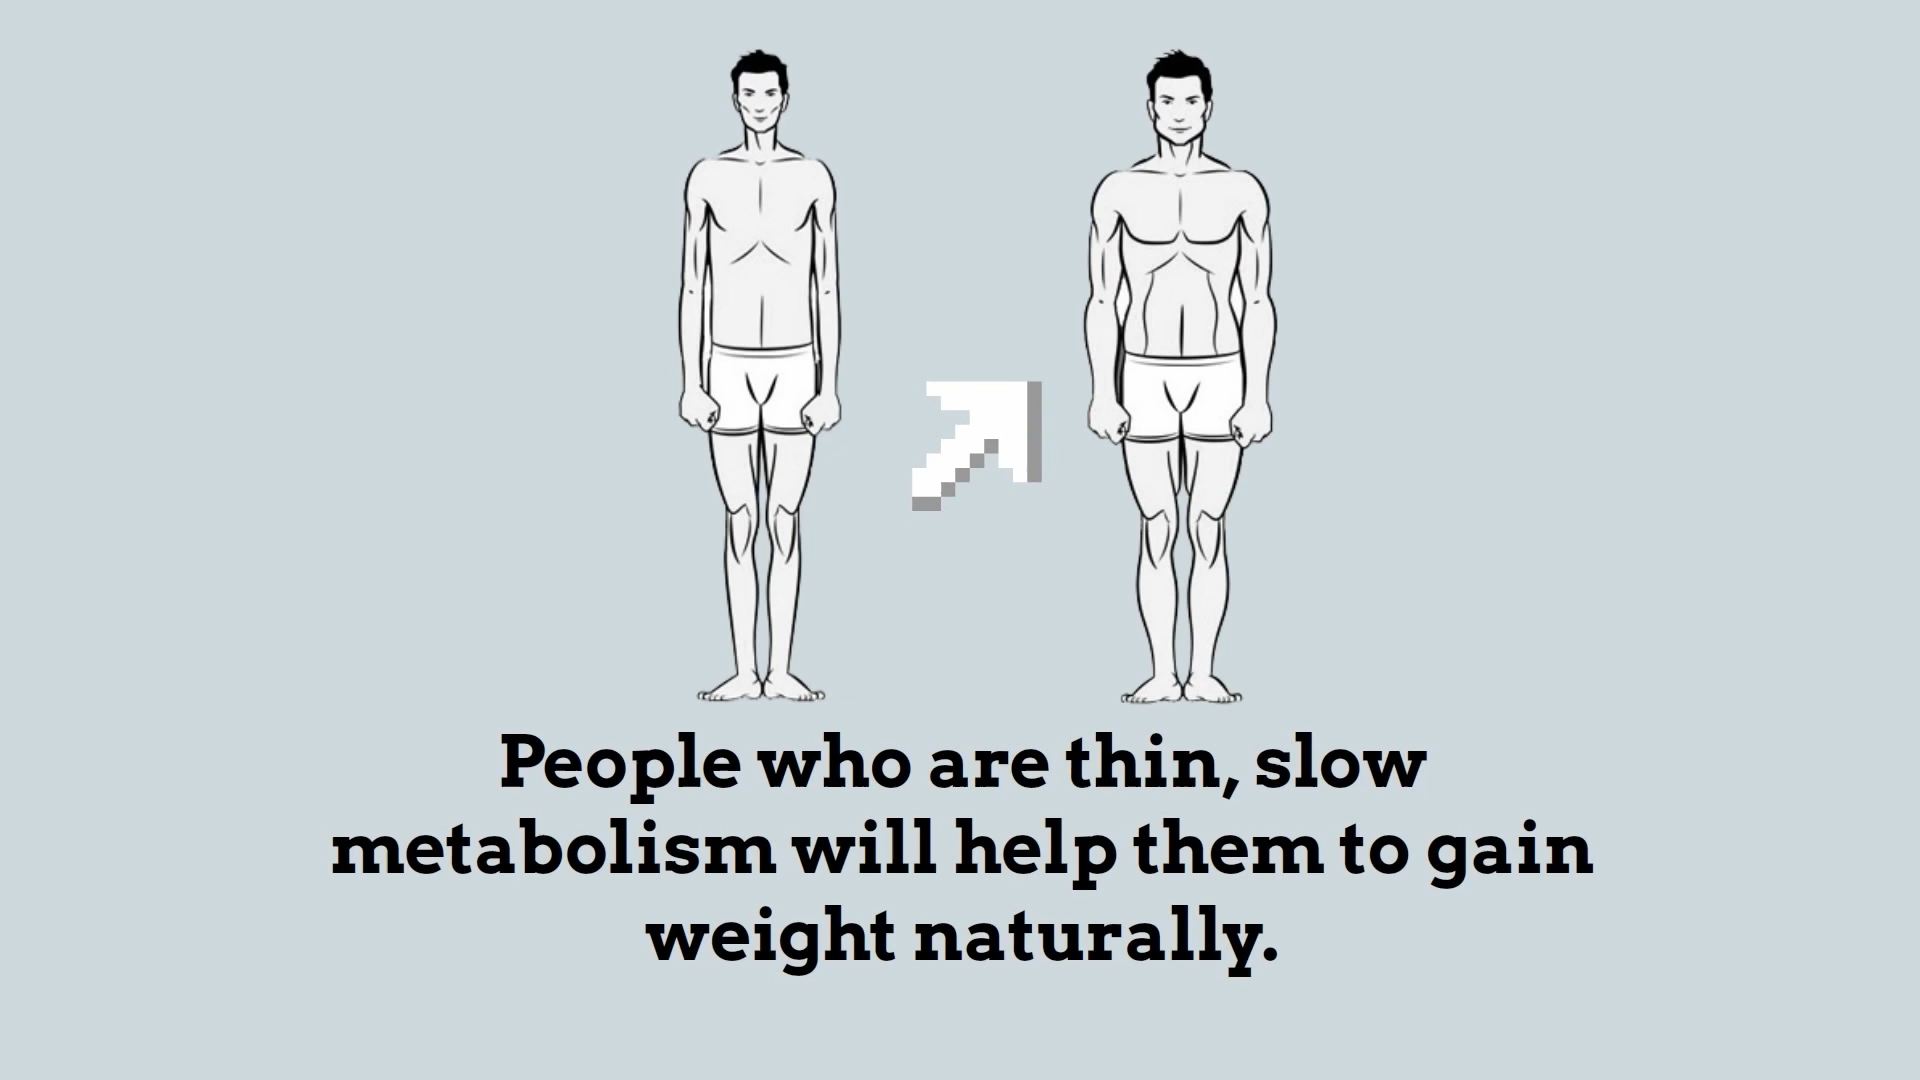 People who are thin, slow
metabolism will help them to gain
weight naturally.